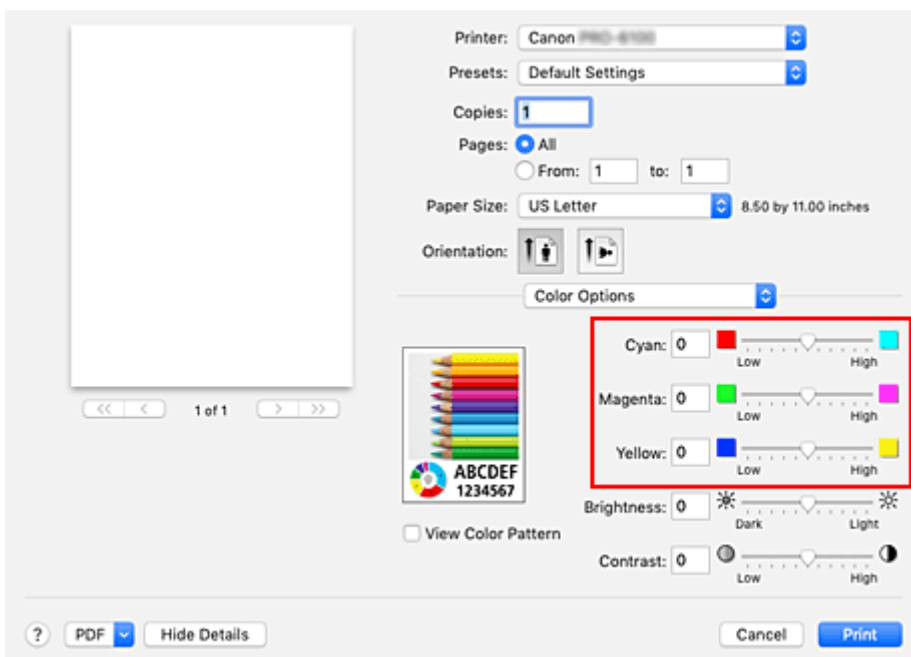 Printer: Canon
Presets: Default Settings
Copies: 1
Pages: All
From: 1 to: 1
Paper Size: US Letter 8.50 by 11.00 inches
Orientation:
Color Options
<< < 1 of 1 > >>
ABCDEF
1234567
View Color Pattern
Cyan: 0
Low High
Magenta: 0
Low High
Yellow: 0
Low High
Brightness: 0
Dark Light
Contrast: 0
Low High
? PDF Hide Details Cancel Print